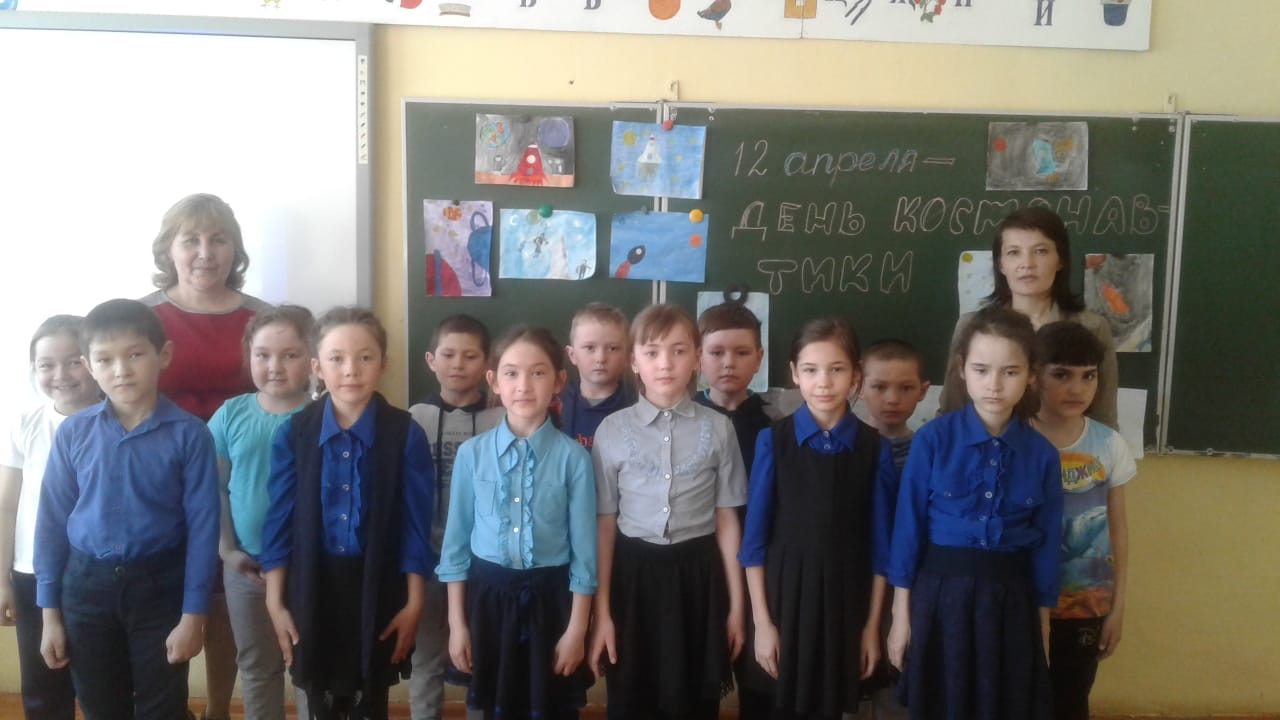 Ъ Ь И
12 апреля –
ДЕНЬ КОСМОНАВ-
ТИКИ